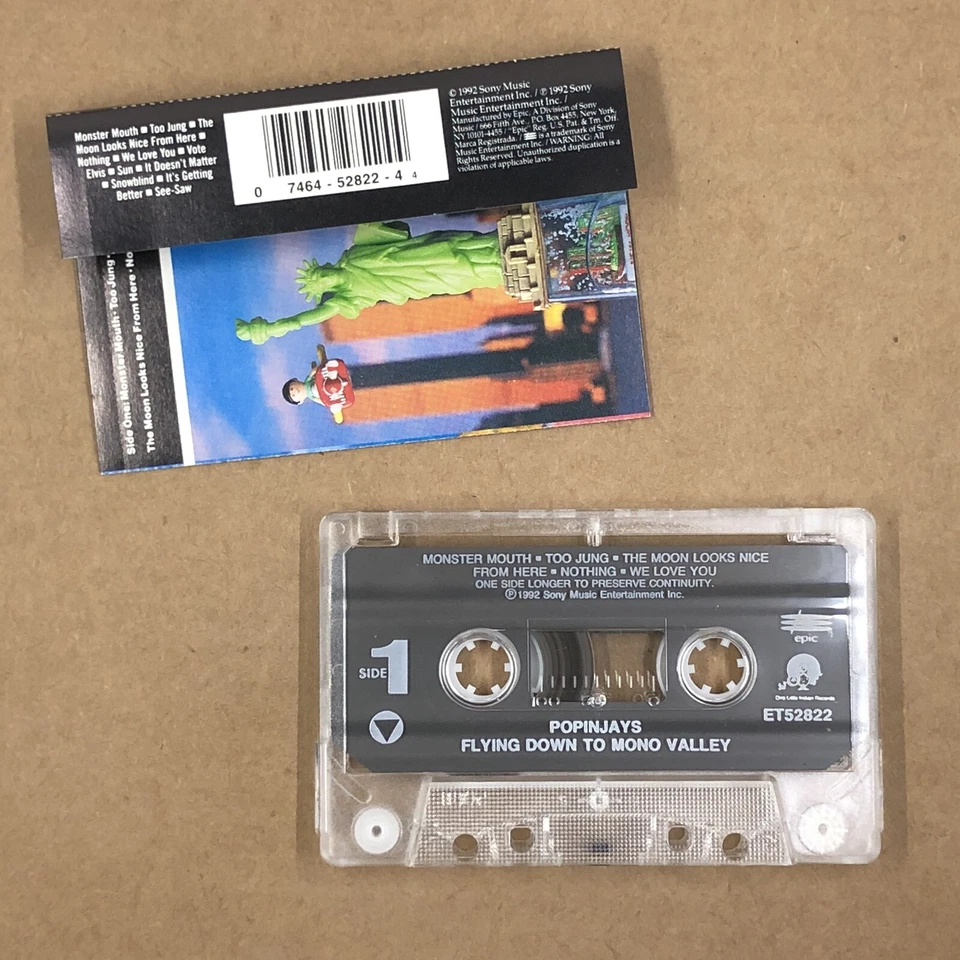 Monster Mouth ■ Too Jung ■ The
Moon Looks Nice From Here ■
Nothing ■ We Love You ■ Vote
Elvis ■ Sun ■ It Doesn't Matter
■ Snowblind ■ It's Getting
Better ■ See-Saw
0 7464 - 52822 - 4 4
© 1992 Sony Music
Entertainment Inc. / ℗ 1992 Sony
Music Entertainment Inc. /
Manufactured by Epic, A Division of Sony
Music / 666 Fifth Ave., P.O. Box 4455, New York,
NY 10101-4455 / "Epic" Reg. U.S. Pat. & Tm. Off.
Marca Registrada. / is a trademark of Sony
Music Entertainment Inc. / WARNING: All
Rights Reserved. Unauthorized duplication is a
violation of applicable laws.
Side One: Monster Mouth • Too Jung •
The Moon Looks Nice From Here • No
MONSTER MOUTH ■ TOO JUNG ■ THE MOON LOOKS NICE
FROM HERE ■ NOTHING ■ WE LOVE YOU
ONE SIDE LONGER TO PRESERVE CONTINUITY.
℗1992 Sony Music Entertainment Inc.
SIDE 1
epic
One Little Indian Records
ET52822
POPINJAYS
FLYING DOWN TO MONO VALLEY
100